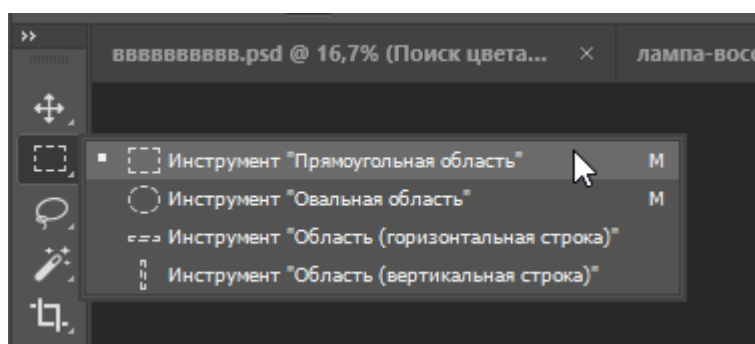 вввввввввв.psd @ 16,7% (Поиск цвета... ×
лампа-восс
Инструмент "Прямоугольная область" M
Инструмент "Овальная область" M
Инструмент "Область (горизонтальная строка)"
Инструмент "Область (вертикальная строка)"